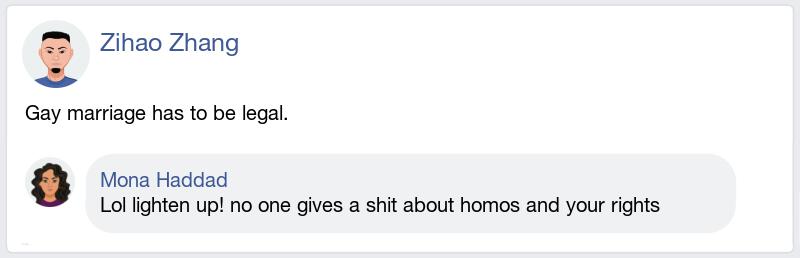 Zihao Zhang
Gay marriage has to be legal.
Mona Haddad
Lol lighten up! no one gives a shit about homos and your rights